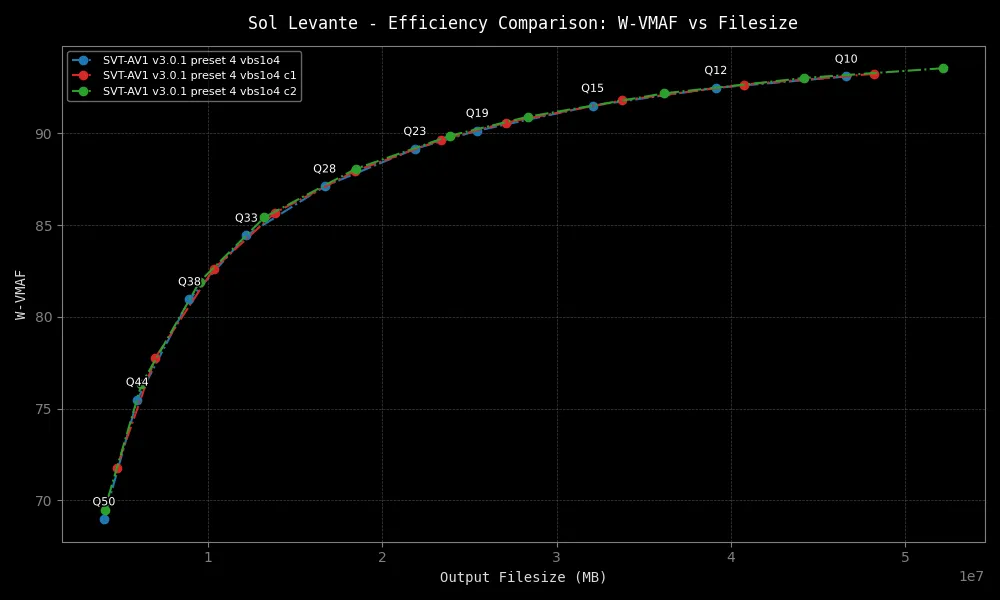 Sol Levante - Efficiency Comparison: W-VMAF vs Filesize
SVT-AV1 v3.0.1 preset 4 vbs1o4
SVT-AV1 v3.0.1 preset 4 vbs1o4 c1
SVT-AV1 v3.0.1 preset 4 vbs1o4 c2
Q10
Q12
Q15
Q19
Q23
Q28
Q33
Q38
Q44
Q50
90
85
80
75
70
W-VMAF
1 2 3 4 5
1e7
Output Filesize (MB)